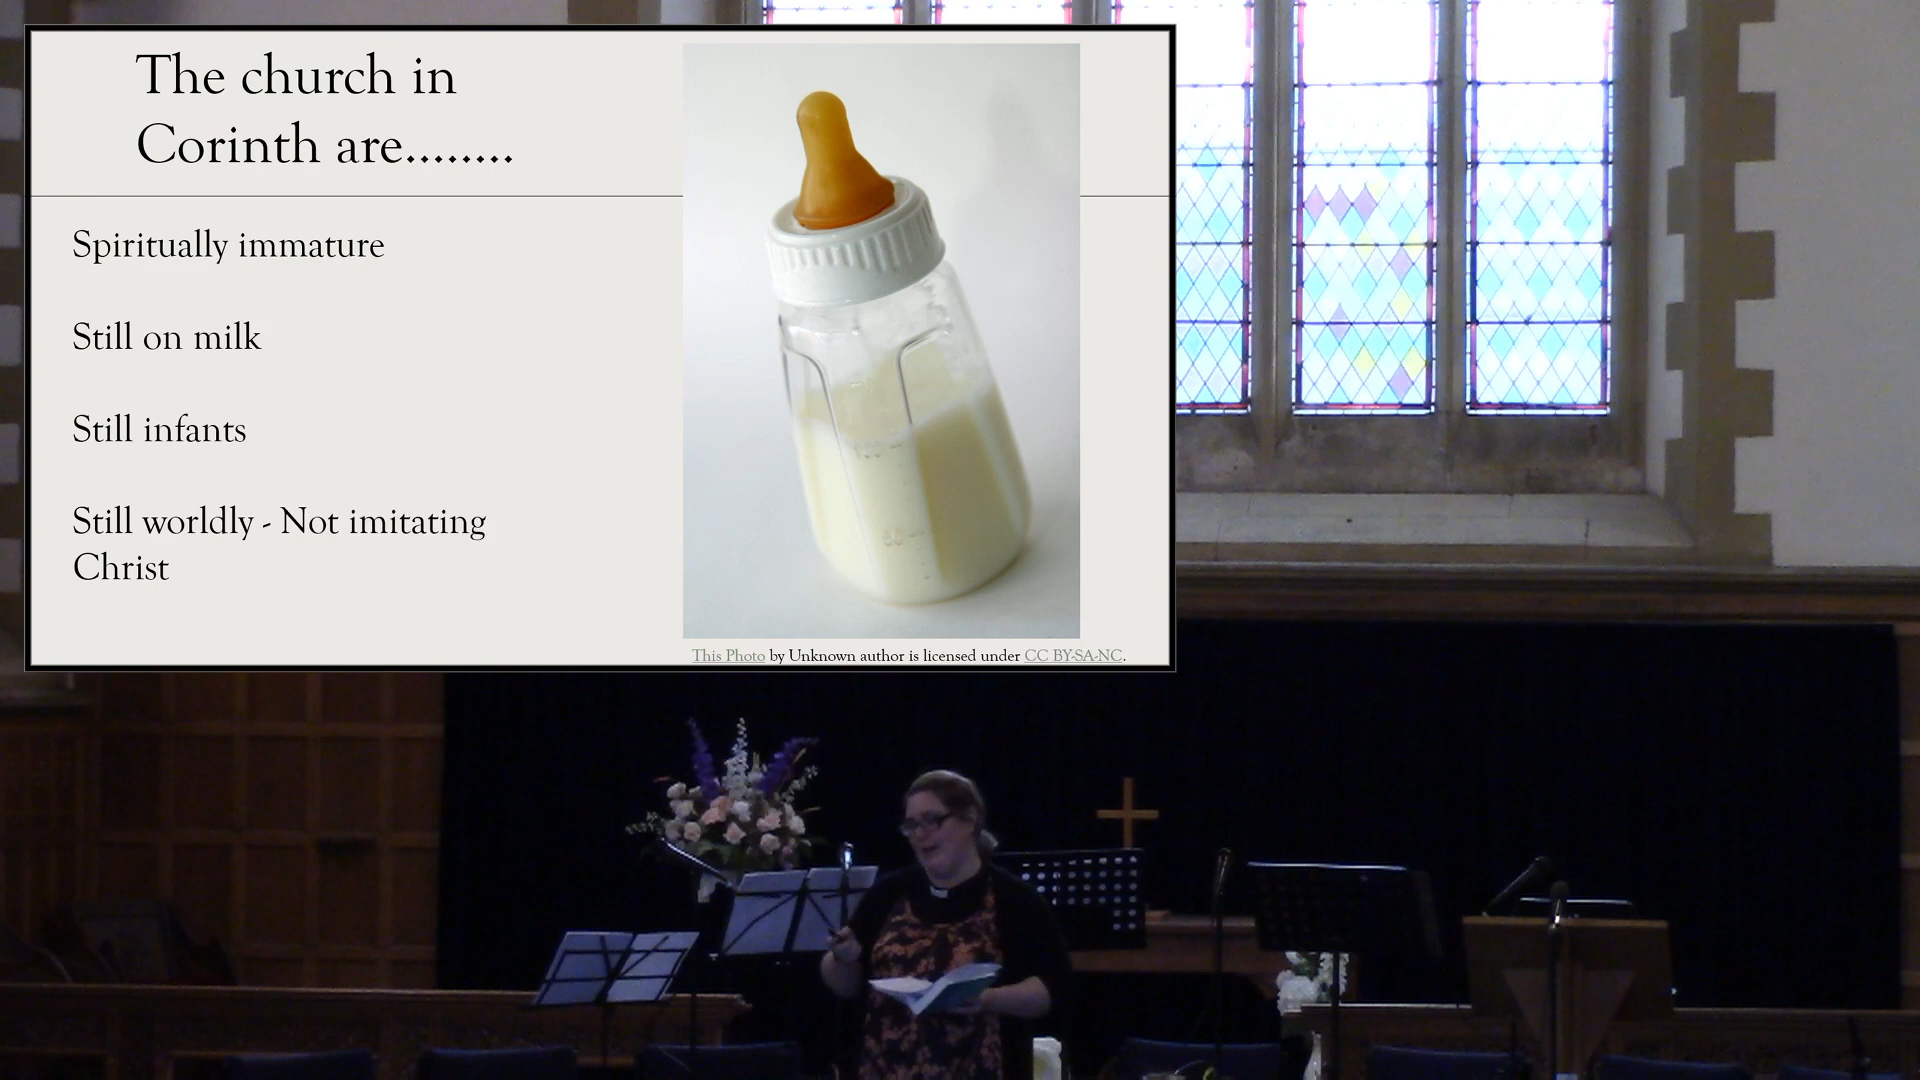 The church in
Corinth are........
Spiritually immature
Still on milk
Still infants
Still worldly - Not imitating
Christ
This Photo by Unknown author is licensed under CC BY-SA-NC.